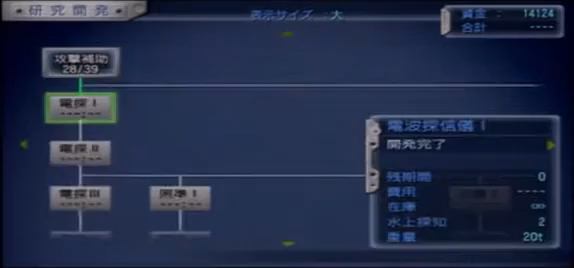 研究開発
表示サイズ ：大
資金 ： 14124
合計 ----
攻撃補助
28/39
電探Ⅰ
電探Ⅱ
電探Ⅲ
照準Ⅰ
電波探信儀Ⅰ
開発完了
残期間 0
費用 ----
在庫 ∞
水上探知 2
重量 20t